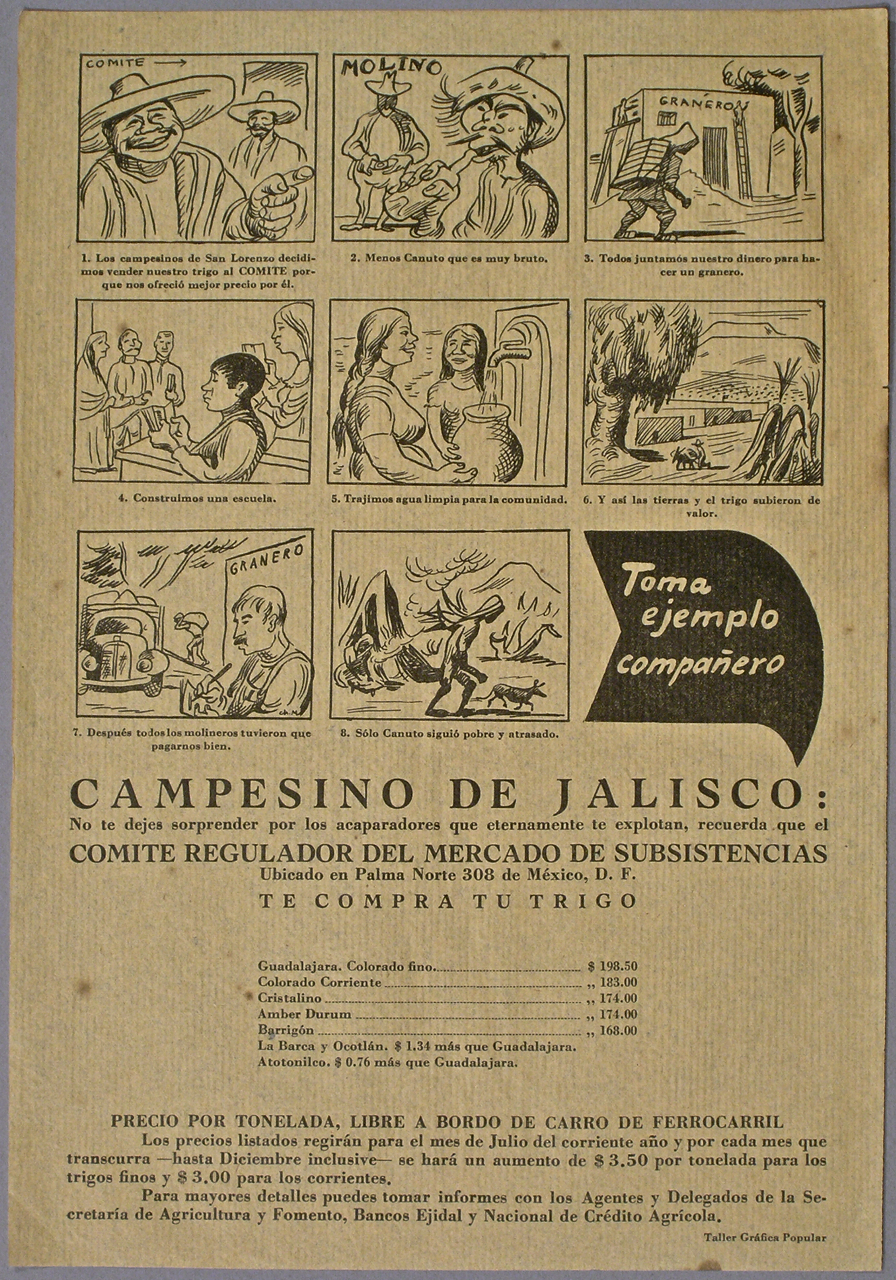 COMITE →
1. Los campesinos de San Lorenzo decidi-
mos vender nuestro trigo al COMITE por-
que nos ofreció mejor precio por él.
MOLINO
2. Menos Canuto que es muy bruto.
GRANERO
3. Todos juntamós nuestro dinero para ha-
cer un granero.
4. Construimos una escuela.
5. Trajimos agua limpia para la comunidad.
6. Y así las tierras y el trigo subieron de
valor.
GRANERO
Ch. M.
7. Después todos los molineros tuvieron que
pagarnos bien.
8. Sólo Canuto siguió pobre y atrasado.
Toma
ejemplo
compañero
CAMPESINO DE JALISCO:
No te dejes sorprender por los acaparadores que eternamente te explotan, recuerda que el
COMITE REGULADOR DEL MERCADO DE SUBSISTENCIAS
Ubicado en Palma Norte 308 de México, D. F.
TE COMPRA TU TRIGO
Guadalajara. Colorado fino. $ 198.50
Colorado Corriente ,, 183.00
Cristalino ,, 174.00
Amber Durum ,, 174.00
Barrigón ,, 168.00
La Barca y Ocotlán. $ 1.34 más que Guadalajara.
Atotonilco. $ 0.76 más que Guadalajara.
PRECIO POR TONELADA, LIBRE A BORDO DE CARRO DE FERROCARRIL
Los precios listados regirán para el mes de Julio del corriente año y por cada mes que
transcurra —hasta Diciembre inclusive— se hará un aumento de $ 3.50 por tonelada para los
trigos finos y $ 3.00 para los corrientes.
Para mayores detalles puedes tomar informes con los Agentes y Delegados de la Se-
cretaría de Agricultura y Fomento, Bancos Ejidal y Nacional de Crédito Agrícola.
Taller Gráfica Popular